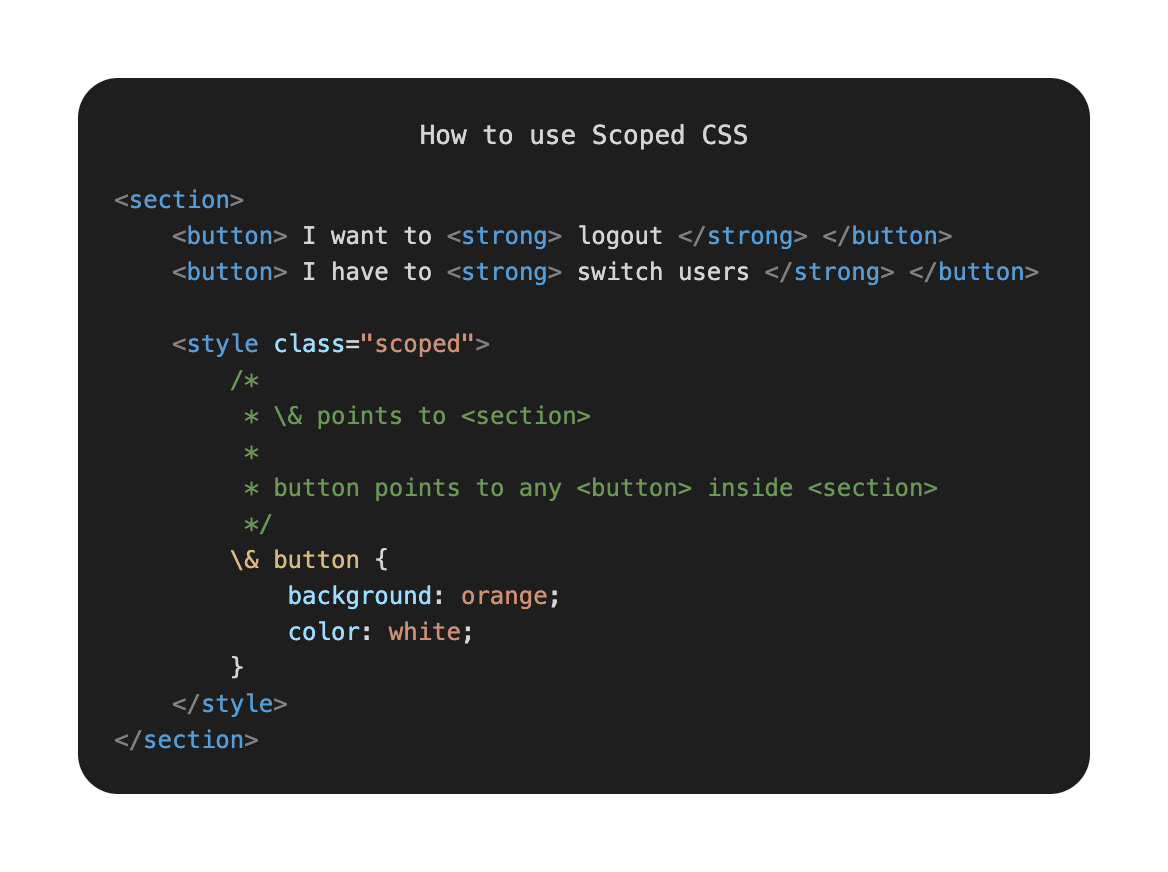 How to use Scoped CSS
<section>
    <button> I want to <strong> logout </strong> </button>
    <button> I have to <strong> switch users </strong> </button>
    <style class="scoped">
        /*
         * \& points to <section>
         *
         * button points to any <button> inside <section>
         */
        \& button {
            background: orange;
            color: white;
        }
    </style>
</section>